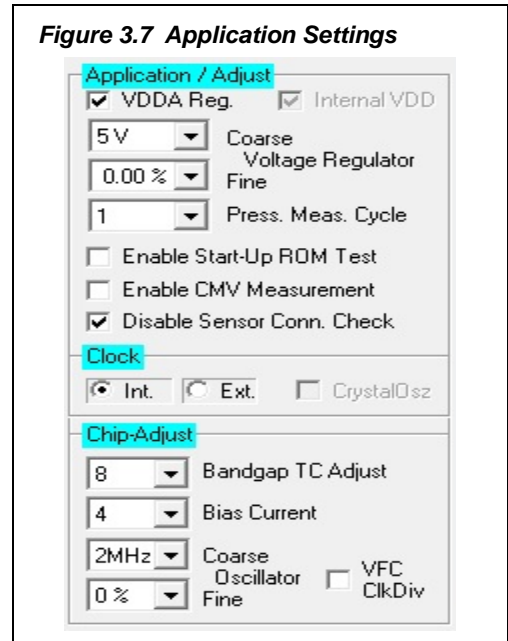 Figure 3.7 Application Settings
Application / Adjust
VDDA Reg. Internal VDD
5 V Coarse
Voltage Regulator
0.00 % Fine
1 Press. Meas. Cycle
Enable Start-Up ROM Test
Enable CMV Measurement
Disable Sensor Conn. Check
Clock
Int. Ext. CrystalOsz
Chip-Adjust
8 Bandgap TC Adjust
4 Bias Current
2MHz Coarse
Oscillator VFC
0 % Fine ClkDiv